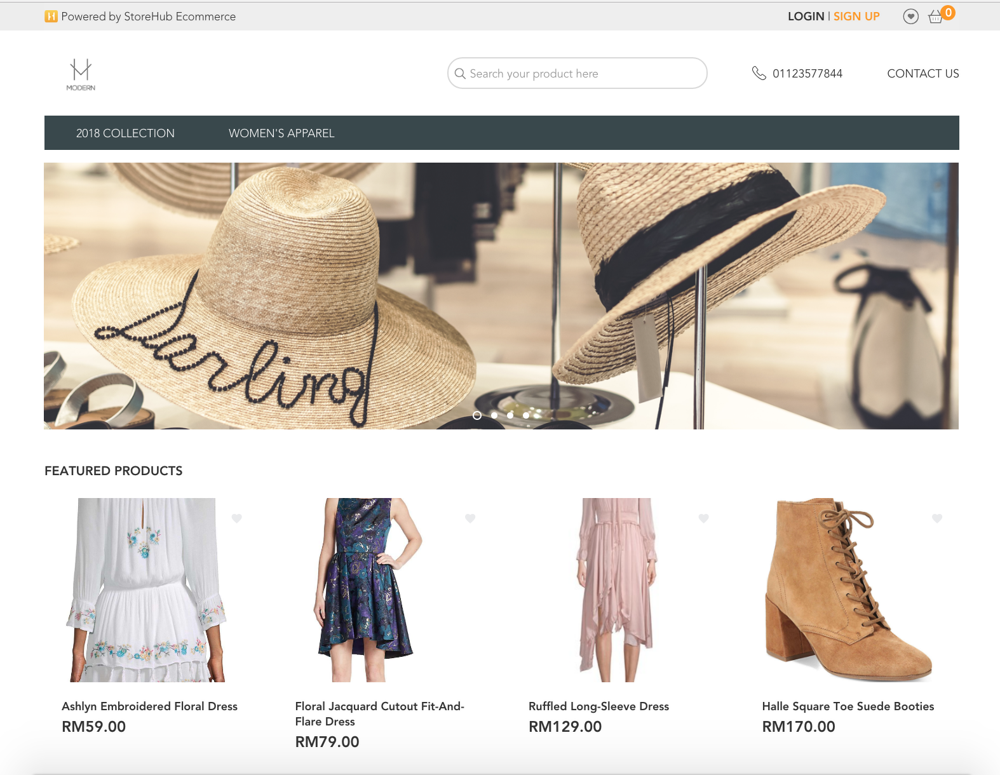 Powered by StoreHub Ecommerce
LOGIN | SIGN UP
0
MODERN
Search your product here
01123577844
CONTACT US
2018 COLLECTION
WOMEN'S APPAREL
Darling
FEATURED PRODUCTS
Ashlyn Embroidered Floral Dress
RM59.00
Floral Jacquard Cutout Fit-And-
Flare Dress
RM79.00
Ruffled Long-Sleeve Dress
RM129.00
Halle Square Toe Suede Booties
RM170.00